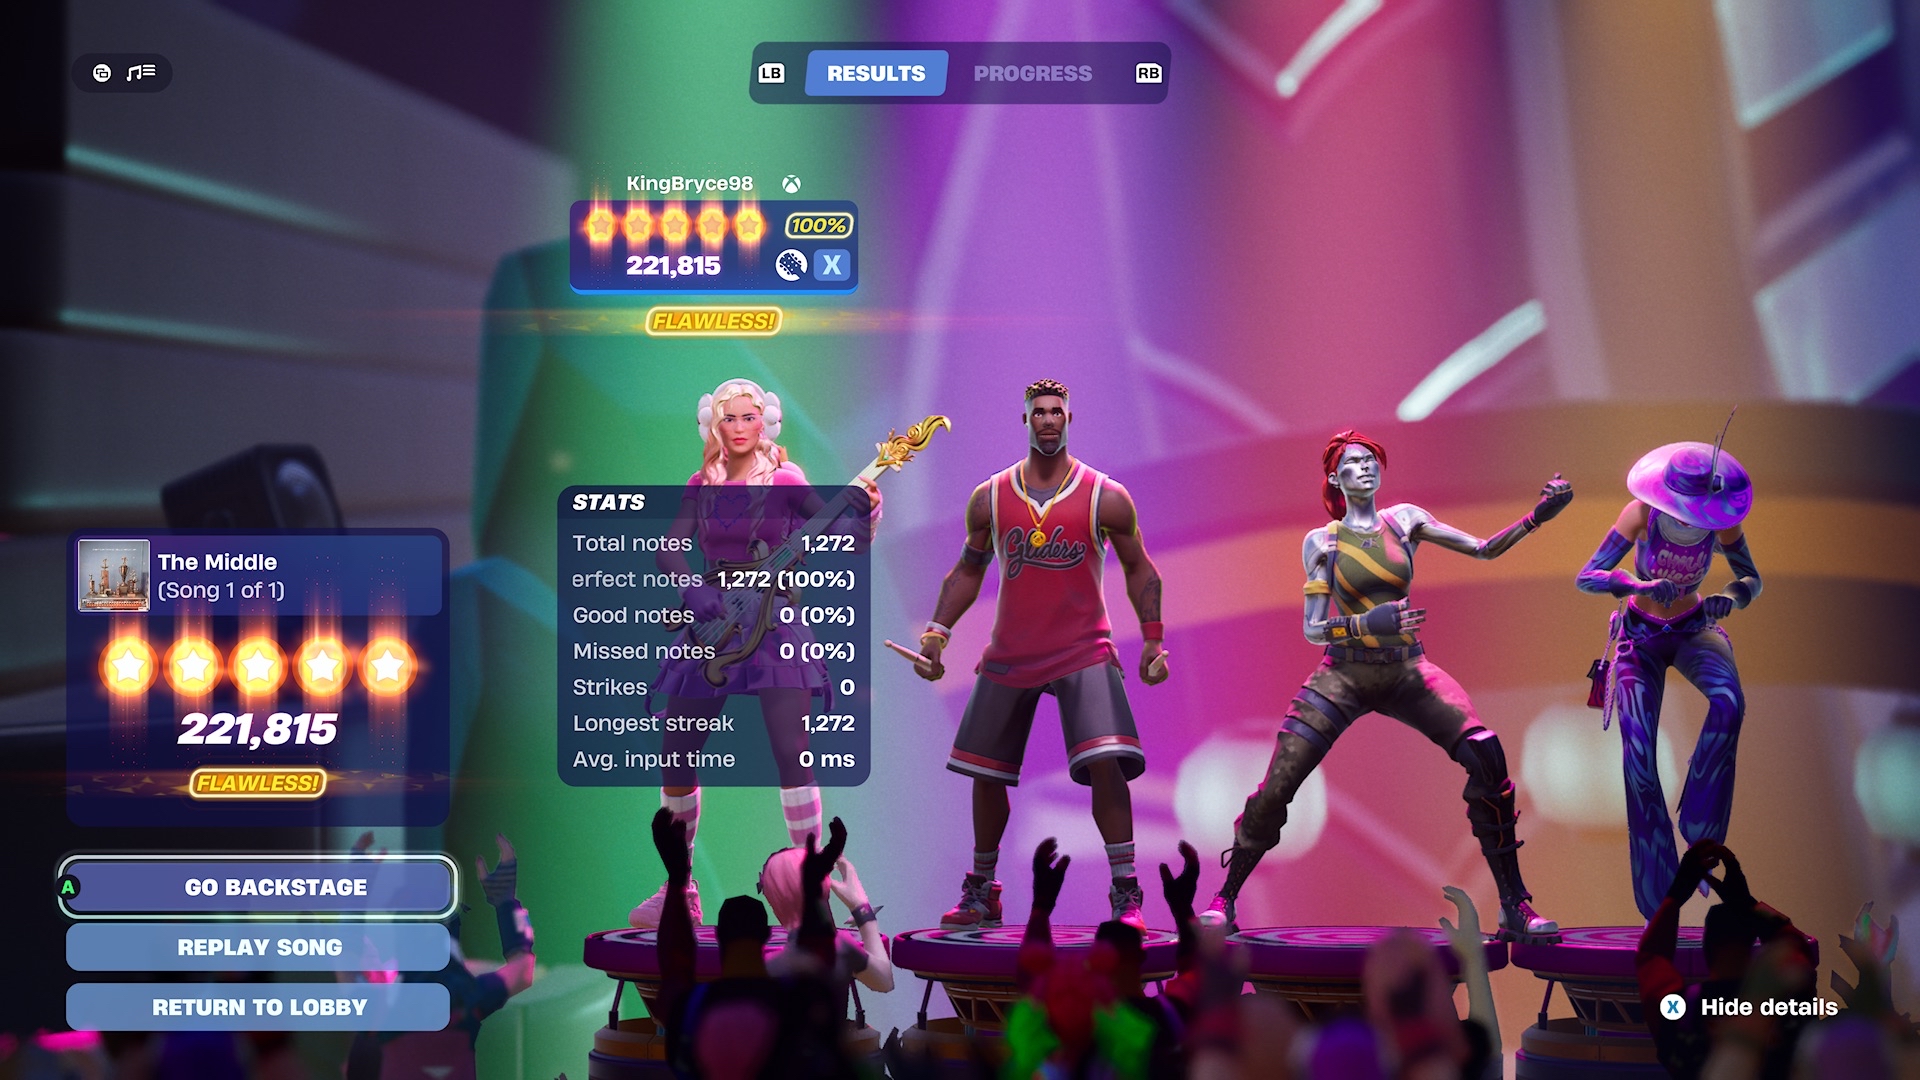 LB RESULTS PROGRESS RB
KingBryce98
100%
221,815
X
FLAWLESS!
STATS
Total notes 1,272
erfect notes 1,272 (100%)
Good notes 0 (0%)
Missed notes 0 (0%)
Strikes 0
Longest streak 1,272
Avg. input time 0 ms
Gliders
The Middle
(Song 1 of 1)
221,815
FLAWLESS!
A GO BACKSTAGE
REPLAY SONG
RETURN TO LOBBY
X Hide details